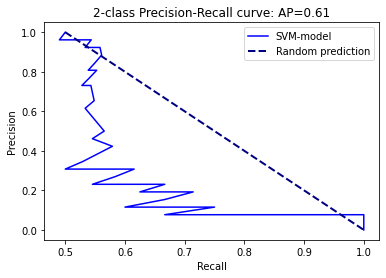 2-class Precision-Recall curve: AP=0.61
SVM-model
Random prediction
Precision
1.0
0.8
0.6
0.4
0.2
0.0
0.5
0.6
0.7
0.8
0.9
1.0
Recall